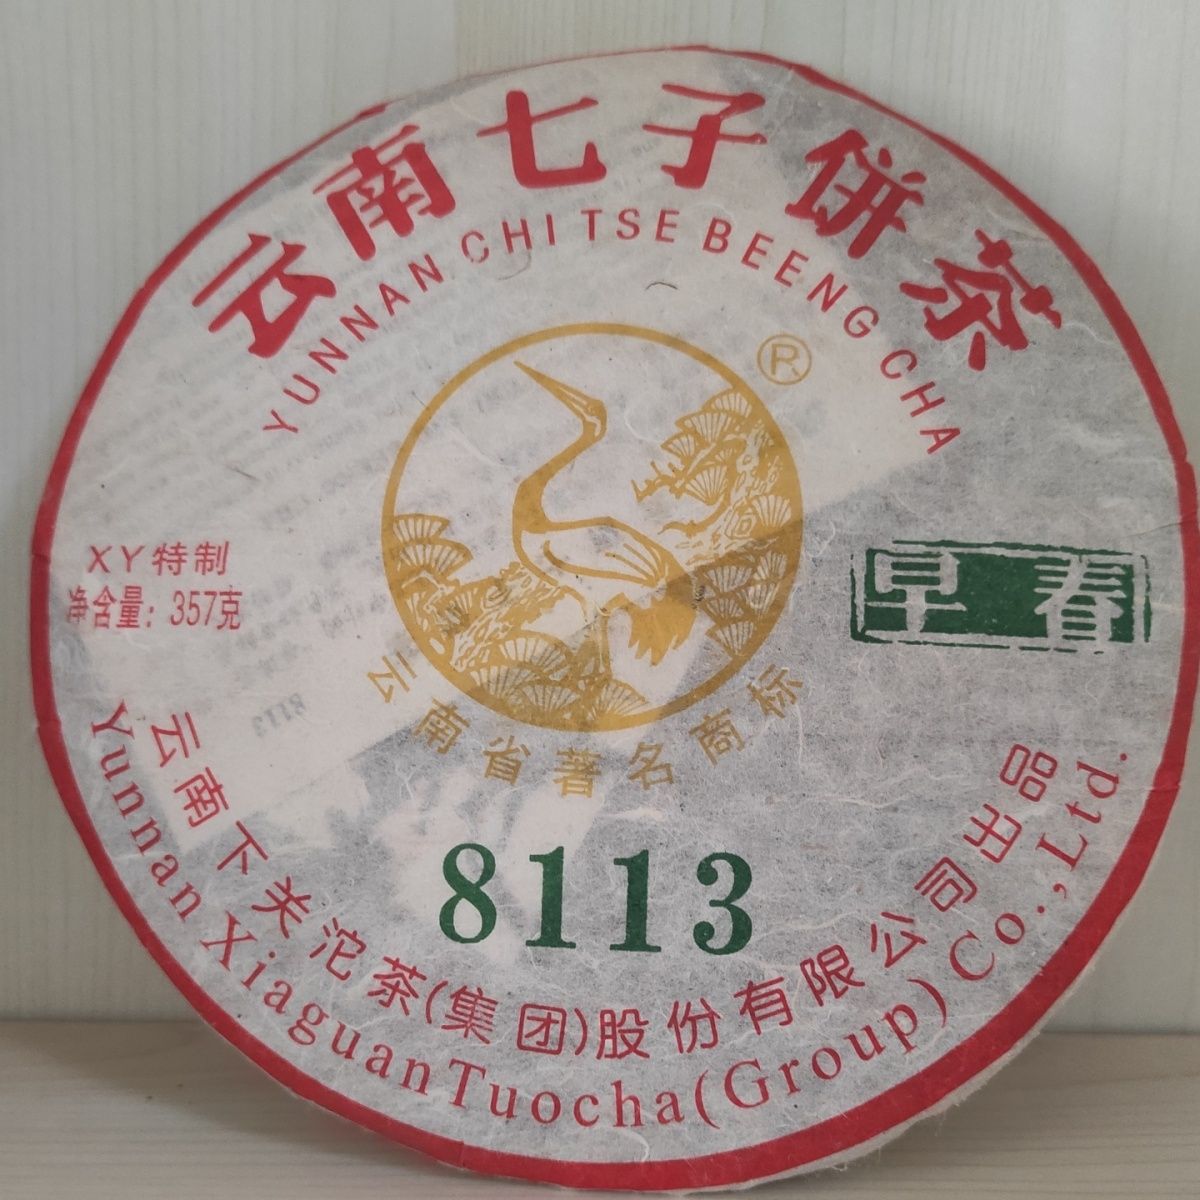 云南七子饼茶
YUNNAN CHI TSE BEENG CHA
®
XY特制
净含量：357克
早春
云南省著名商标
8113
云南下关沱茶(集团)股份有限公司出品
Yunnan Xiaguan Tuocha(Group) Co.,Ltd.